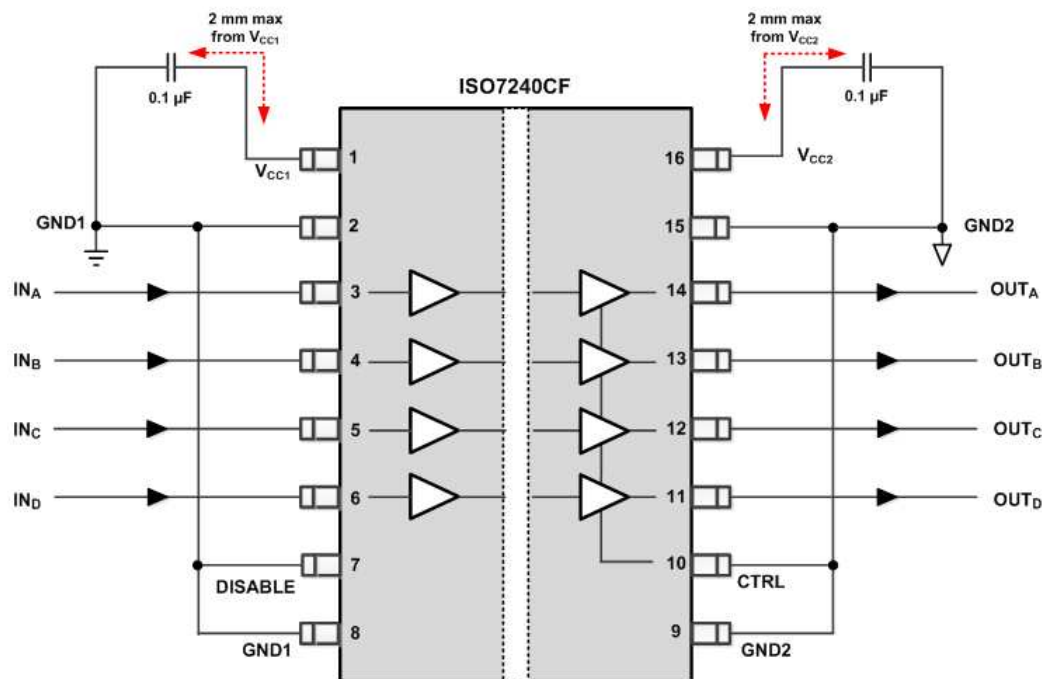 2 mm max
from VCC1
2 mm max
from VCC2
0.1 µF
0.1 µF
ISO7240CF
VCC1
1
16
VCC2
GND1
2
15
GND2
INA
3
14
OUTA
INB
4
13
OUTB
INC
5
12
OUTC
IND
6
11
OUTD
DISABLE
7
10
CTRL
GND1
8
9
GND2